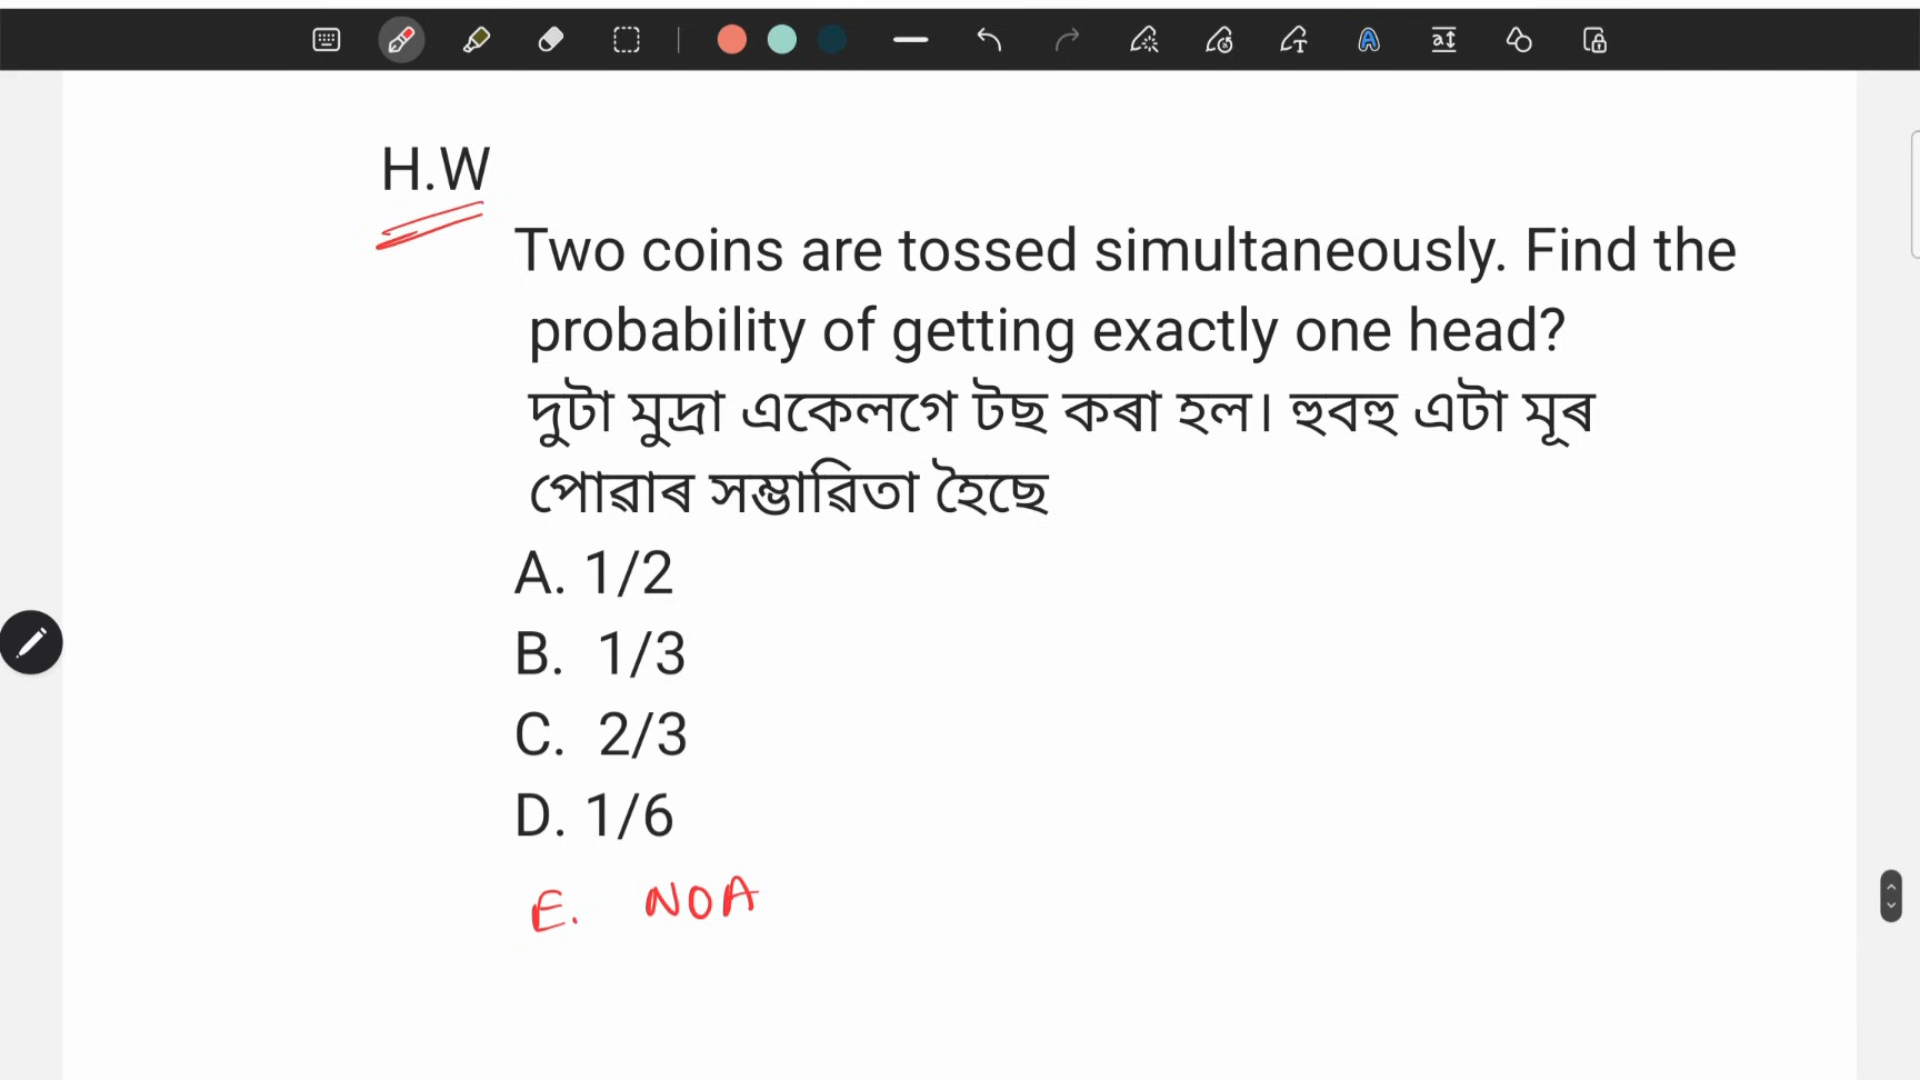 H.W
Two coins are tossed simultaneously. Find the
probability of getting exactly one head?
দুটা মুদ্ৰা একেলগে টছ কৰা হল। হুবহু এটা মূৰ
পোৱাৰ সম্ভাৱিতা হৈছে
A. 1/2
B. 1/3
C. 2/3
D. 1/6
E. NOA